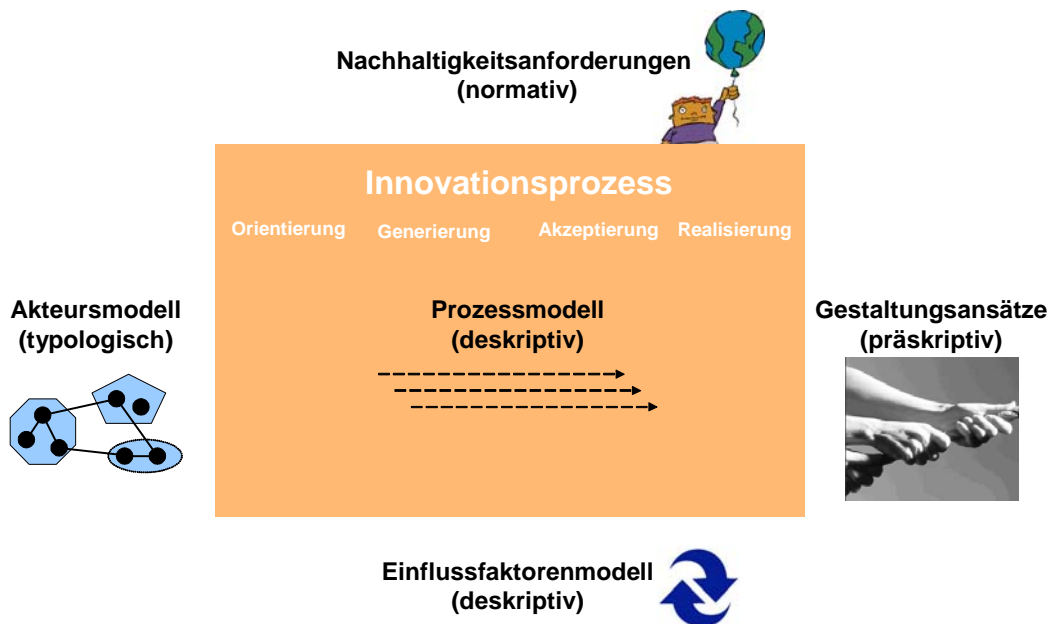 Nachhaltigkeitsanforderungen
(normativ)
Innovationsprozess
Orientierung Generierung Akzeptierung Realisierung
Akteursmodell
(typologisch)
Prozessmodell
(deskriptiv)
Gestaltungsansätze
(präskriptiv)
Einflussfaktorenmodell
(deskriptiv)